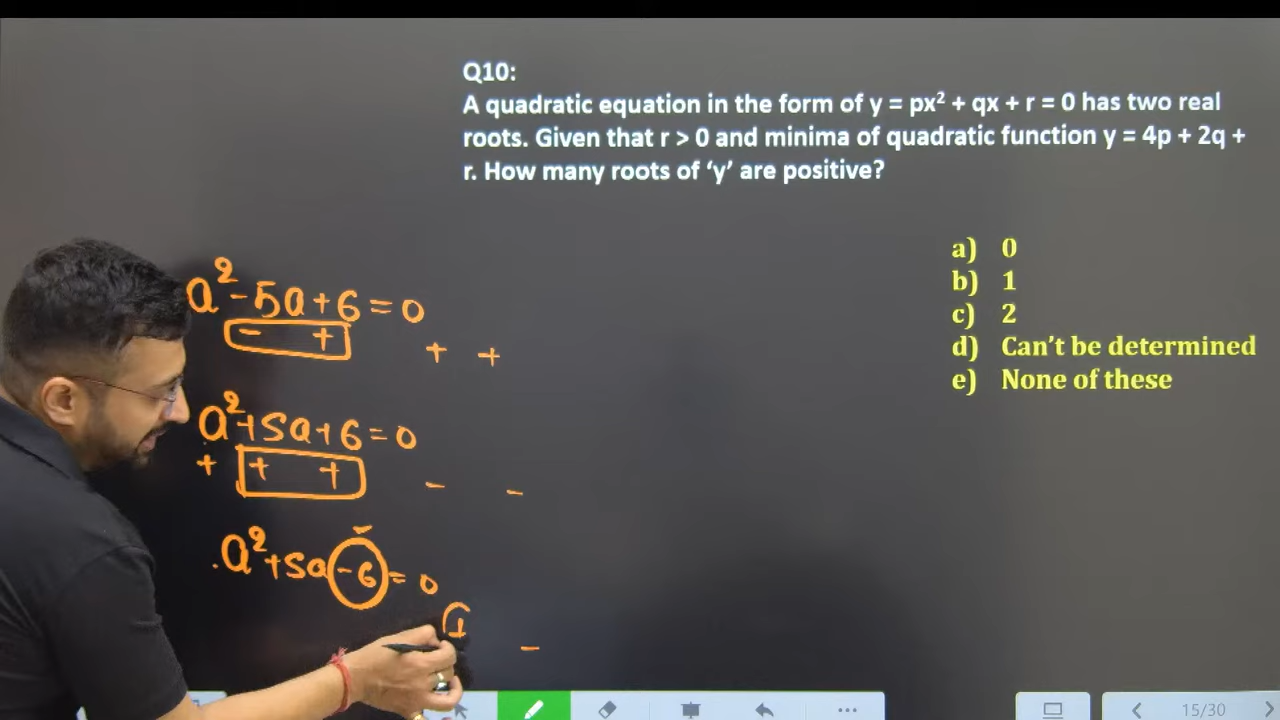 Q10:
A quadratic equation in the form of y = px² + qx + r = 0 has two real
roots. Given that r > 0 and minima of quadratic function y = 4p + 2q +
r. How many roots of ‘y’ are positive?
a) 0
b) 1
c) 2
d) Can’t be determined
e) None of these
a² - 5a + 6 = 0
- +
+ +
a² + 5a + 6 = 0
+ + +
- -
-
a² + 5a - 6 = 0
-
15/30